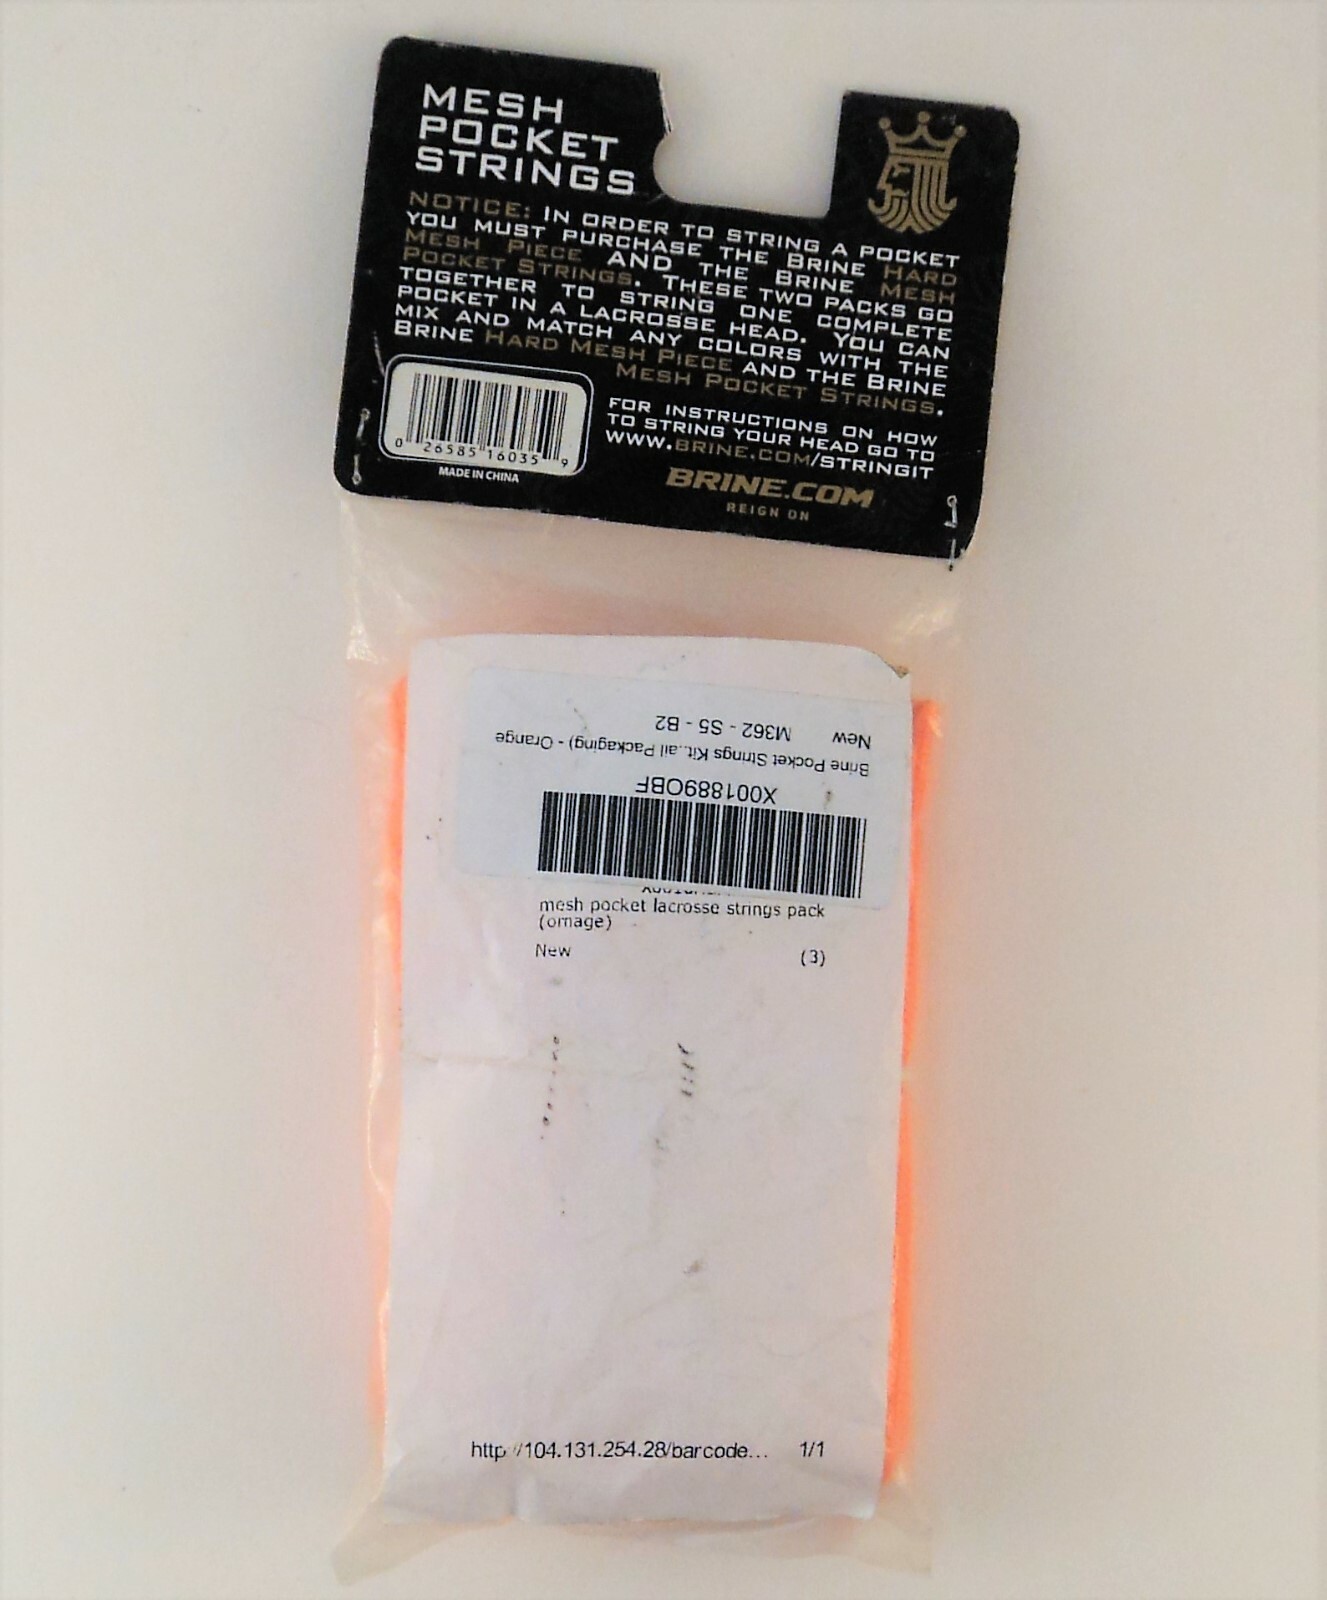 MESH
POCKET
STRINGS
NOTICE: IN ORDER TO STRING A POCKET
YOU MUST PURCHASE THE BRINE HARD
MESH PIECE AND THE BRINE MESH
POCKET STRINGS. THESE TWO PACKS GO
TOGETHER TO STRING ONE COMPLETE
POCKET IN A LACROSSE HEAD. YOU CAN
MIX AND MATCH ANY COLORS WITH THE
BRINE HARD MESH PIECE AND THE BRINE
MESH POCKET STRINGS.
FOR INSTRUCTIONS ON HOW
TO STRING YOUR HEAD GO TO
WWW.BRINE.COM/STRINGIT
0 26585 16035 9
MADE IN CHINA
BRINE.COM
REIGN ON
X001889OBF
Brine Pocket Strings Kit...ail Packaging) - Orange
New M362 - S5 - B2
mesh pocket lacrosse strings pack
(ornage)
New (3)
http://104.131.254.28/barcode... 1/1